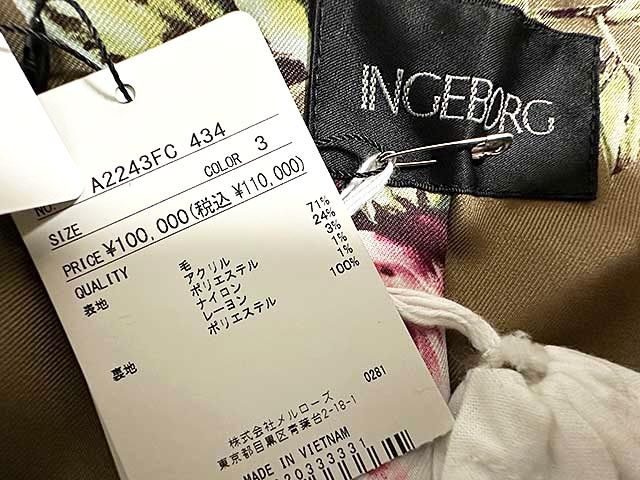 INGEBORG
NO. A2243FC 434
SIZE COLOR 3
PRICE ¥100,000(税込 ¥110,000)
QUALITY
表地 毛 71%
アクリル 24%
ポリエステル 3%
ナイロン 1%
レーヨン 1%
裏地 ポリエステル 100%
0281
株式会社メルローズ
東京都目黒区青葉台2-18-1
MADE IN VIETNAM